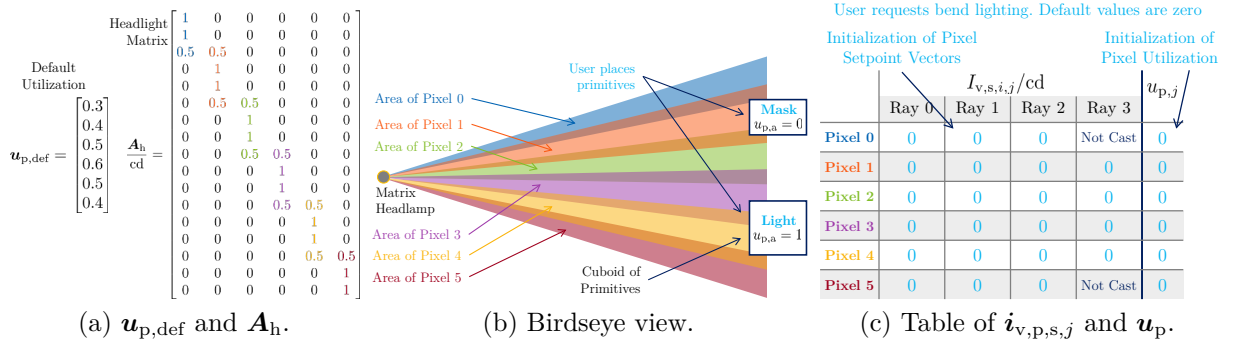 Headlight
Matrix
Default
Utilization
u_p,def =
0.3
0.4
0.5
0.6
0.5
0.4
A_h
cd
=
1 0 0 0 0 0
1 0 0 0 0 0
0.5 0.5 0 0 0 0
0 1 0 0 0 0
0 1 0 0 0 0
0 0.5 0.5 0 0 0
0 0 1 0 0 0
0 0 1 0 0 0
0 0 0.5 0.5 0 0
0 0 0 1 0 0
0 0 0 1 0 0
0 0 0 0.5 0.5 0
0 0 0 0 1 0
0 0 0 0 1 0
0 0 0 0 0.5 0.5
0 0 0 0 0 1
0 0 0 0 0 1
(a) u_p,def and A_h.
User places
primitives
Area of Pixel 0
Area of Pixel 1
Area of Pixel 2
Matrix
Headlamp
Area of Pixel 3
Area of Pixel 4
Area of Pixel 5
Mask
u_p,a = 0
Light
u_p,a = 1
Cuboid of
Primitives
(b) Birdseye view.
User requests bend lighting. Default values are zero
Initialization of Pixel
Setpoint Vectors
Initialization of
Pixel Utilization
I_v,s,i,j/cd u_p,j
Ray 0 Ray 1 Ray 2 Ray 3
Pixel 0 0 0 0 Not Cast 0
Pixel 1 0 0 0 0 0
Pixel 2 0 0 0 0 0
Pixel 3 0 0 0 0 0
Pixel 4 0 0 0 0 0
Pixel 5 0 0 0 Not Cast 0
(c) Table of i_v,p,s,j and u_p.